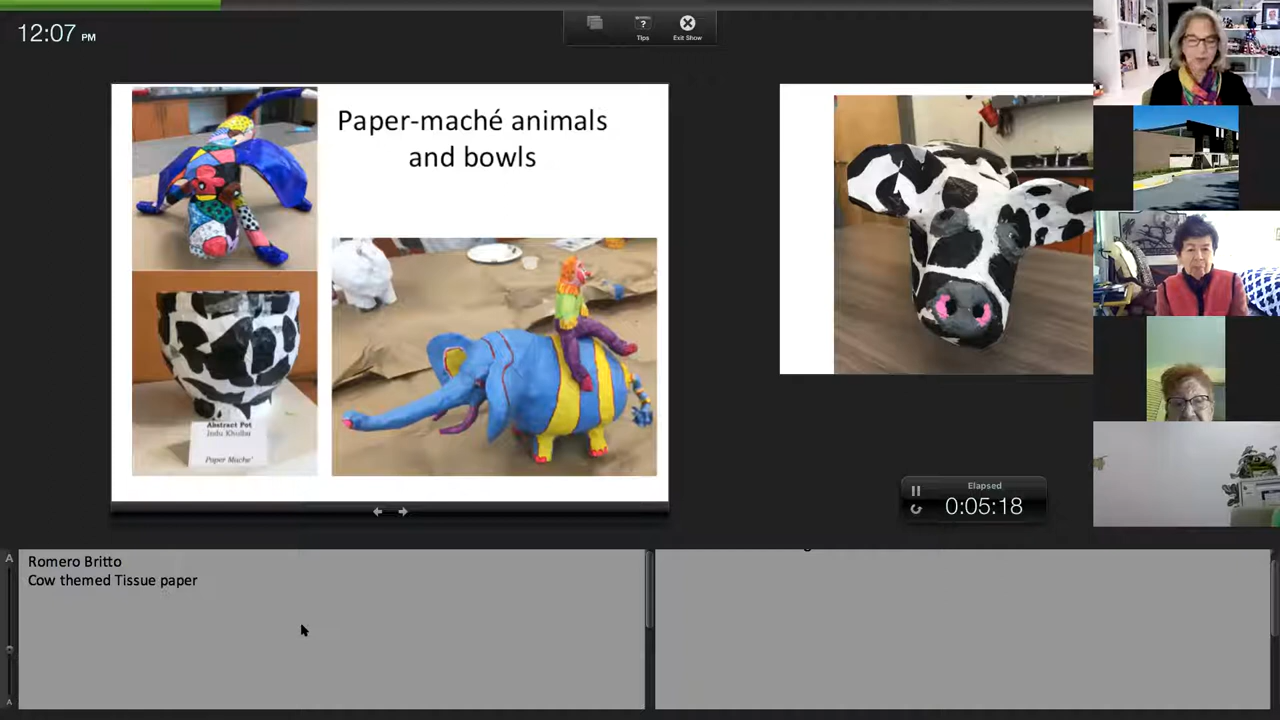 12:07 PM
Tips
Exit Show
Paper-maché animals
and bowls
Abstract Pot
Paper Mache'
Elapsed
0:05:18
A
Romero Britto
Cow themed Tissue paper
A